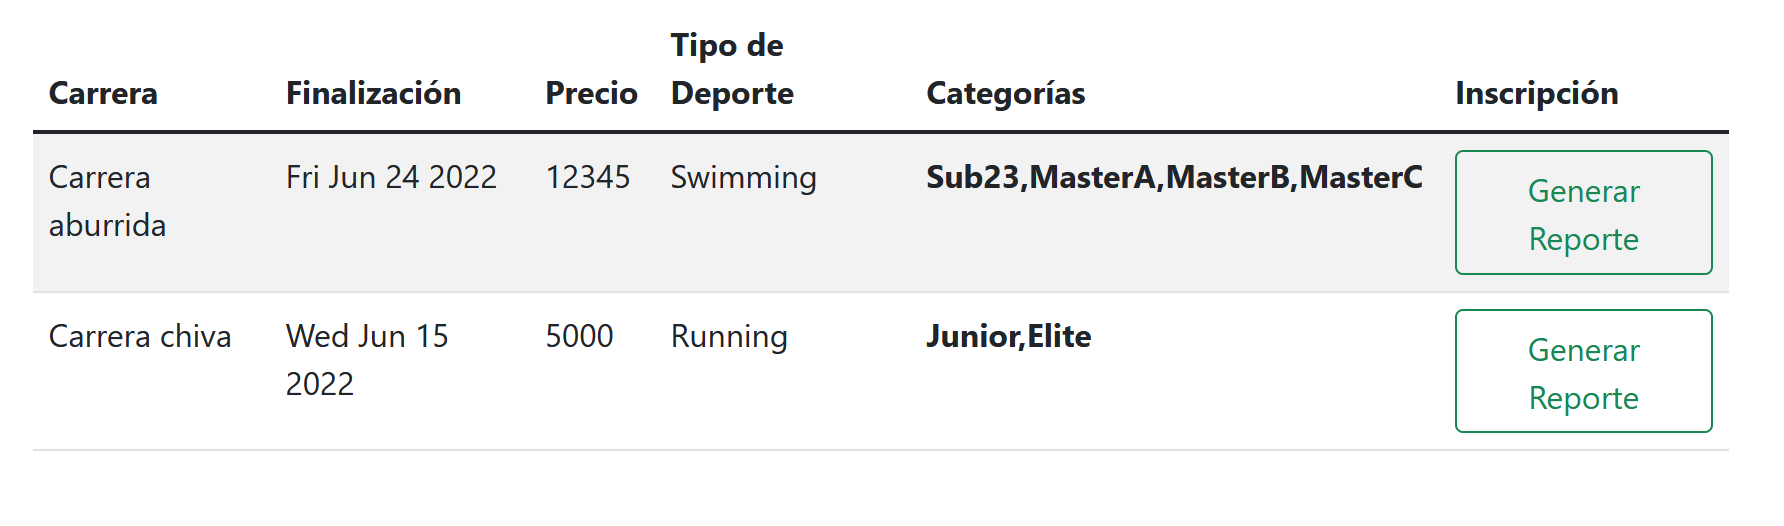 Carrera Finalización Precio Tipo de Deporte Categorías Inscripción
Carrera aburrida Fri Jun 24 2022 12345 Swimming Sub23,MasterA,MasterB,MasterC Generar Reporte
Carrera chiva Wed Jun 15 2022 5000 Running Junior,Elite Generar Reporte